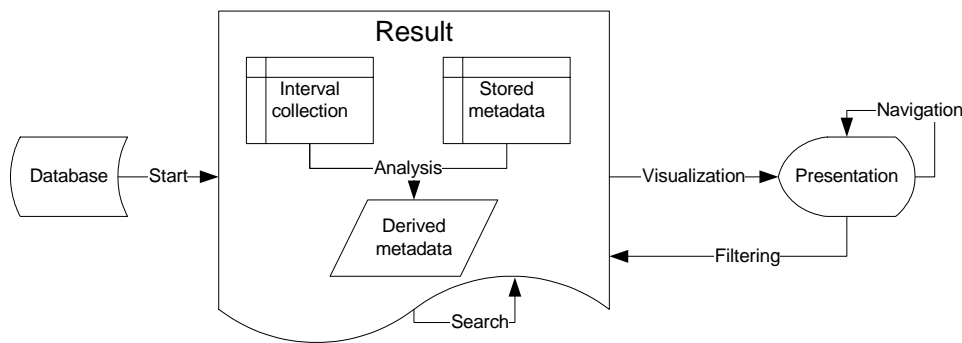 Result
Interval
collection
Stored
metadata
Navigation
Database
Start
Analysis
Visualization
Presentation
Derived
metadata
Filtering
Search